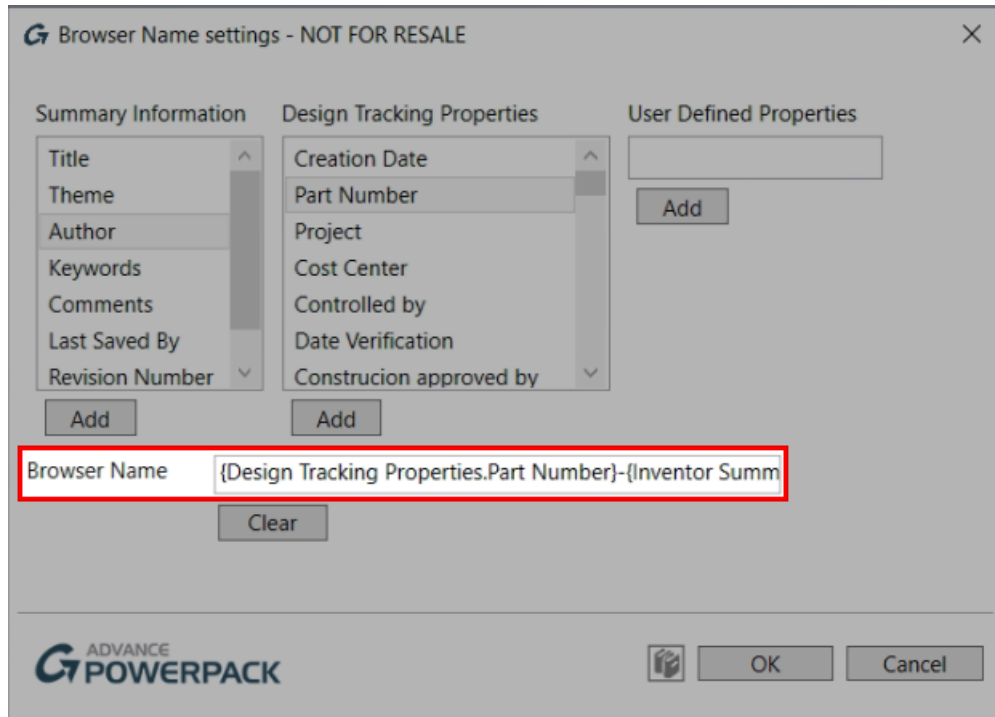 Browser Name settings - NOT FOR RESALE
Summary Information
Title
Theme
Author
Keywords
Comments
Last Saved By
Revision Number
Add
Design Tracking Properties
Creation Date
Part Number
Project
Cost Center
Controlled by
Date Verification
Construcion approved by
Add
User Defined Properties
Add
Browser Name
{Design Tracking Properties.Part Number}-{Inventor Summ
Clear
ADVANCE
POWERPACK
OK
Cancel